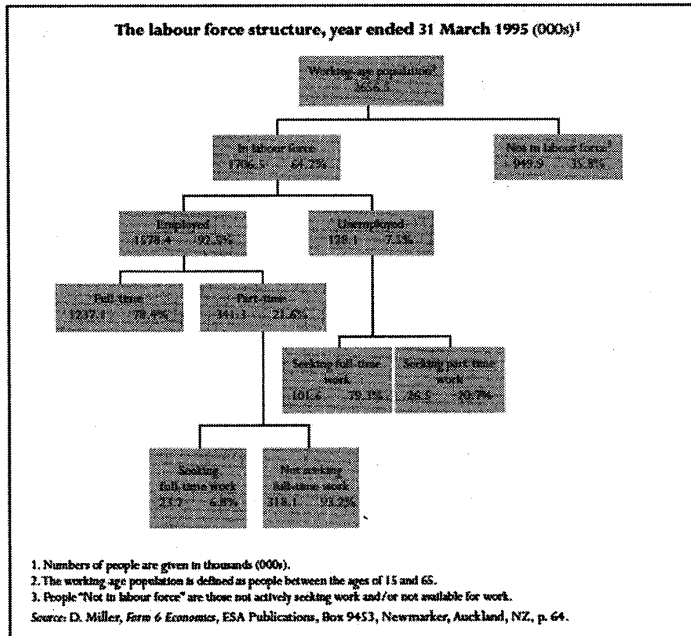 The labour force structure, year ended 31 March 1995 (000s)¹
Working-age population²
2656.5
In labour force
1706.5 64.2%
Not in labour force³
949.9 35.8%
Employed
1578.4 92.5%
Unemployed
128.1 7.5%
Full-time
1237.1 78.4%
Part-time
341.3 21.6%
Seeking full-time
work
101.6 79.3%
Seeking part-time
work
26.5 20.7%
Seeking
full-time work
23.2 6.8%
Not seeking
full-time work
318.1 93.2%
1. Numbers of people are given in thousands (000s).
2. The working age population is defined as people between the ages of 15 and 65.
3. People "Not in labour force" are those not actively seeking work and/or not available for work.
Source: D. Miller, Form 6 Economics, ESA Publications, Box 9453, Newmarker, Auckland, NZ, p. 64.